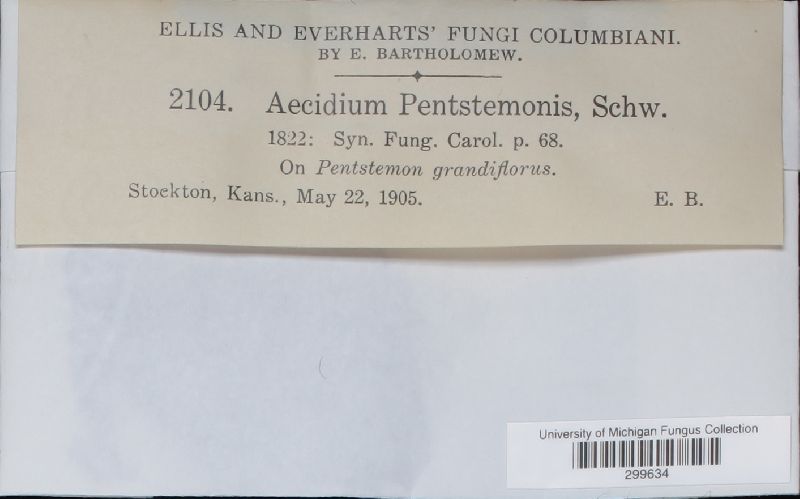 ELLIS AND EVERHARTS' FUNGI COLUMBIANI.
BY E. BARTHOLOMEW.
2104. Aecidium Pentstemonis, Schw.
1822: Syn. Fung. Carol. p. 68.
On Pentstemon grandiflorus.
Stockton, Kans., May 22, 1905. E. B.
University of Michigan Fungus Collection
299634